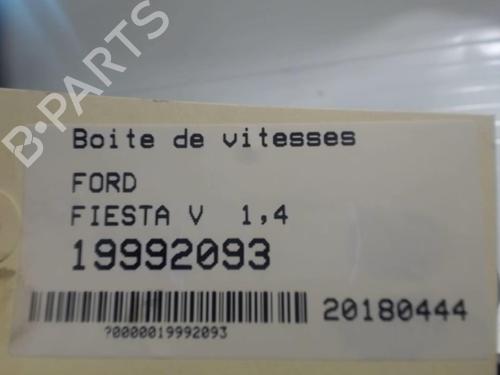 B-PARTS
Boite de vitesses
FORD
FIESTA V 1,4
19992093
20180444
?0000019992093